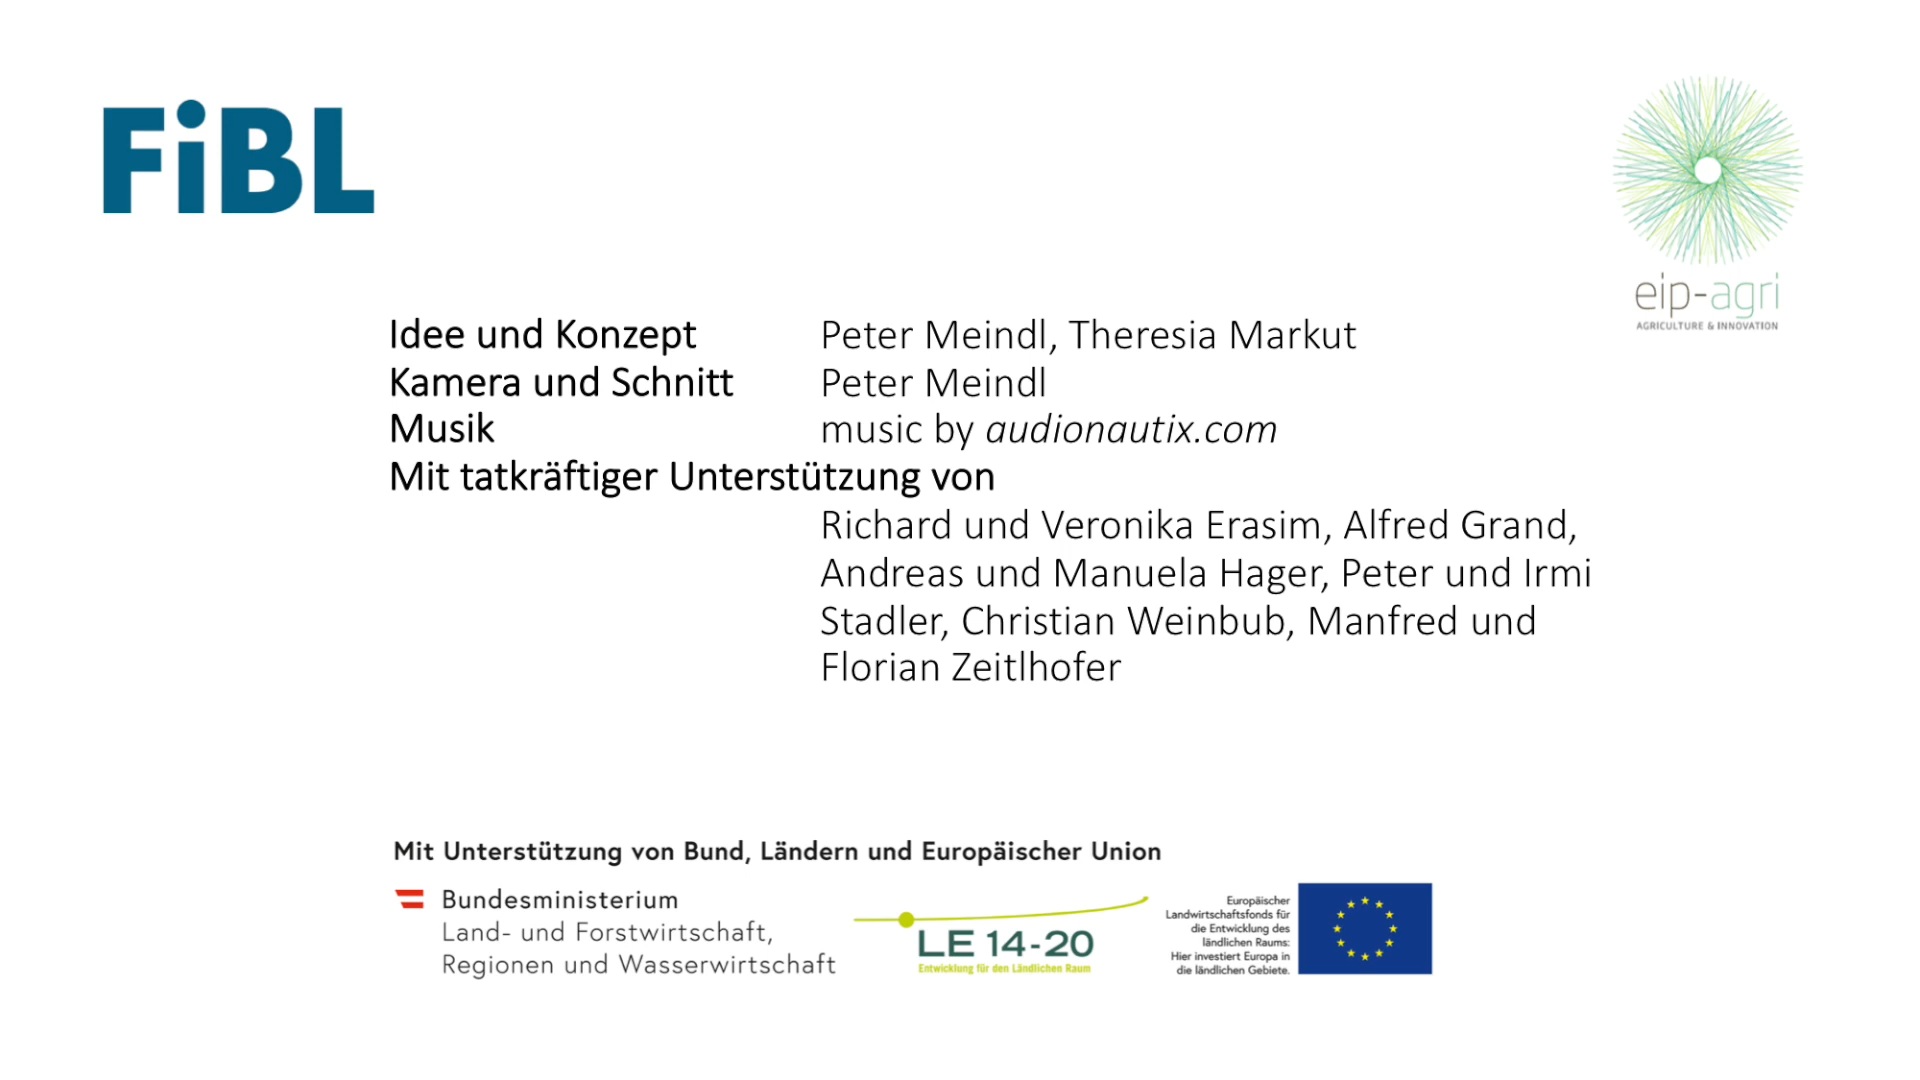 FiBL
eip-agri
AGRICULTURE & INNOVATION
Idee und Konzept Peter Meindl, Theresia Markut
Kamera und Schnitt Peter Meindl
Musik music by audionautix.com
Mit tatkräftiger Unterstützung von
Richard und Veronika Erasim, Alfred Grand,
Andreas und Manuela Hager, Peter und Irmi
Stadler, Christian Weinbub, Manfred und
Florian Zeitlhofer
Mit Unterstützung von Bund, Ländern und Europäischer Union
Bundesministerium
Land- und Forstwirtschaft,
Regionen und Wasserwirtschaft
LE 14-20
Entwicklung für den Ländlichen Raum
Europäischer
Landwirtschaftsfonds für
die Entwicklung des
ländlichen Raums:
Hier investiert Europa in
die ländlichen Gebiete.